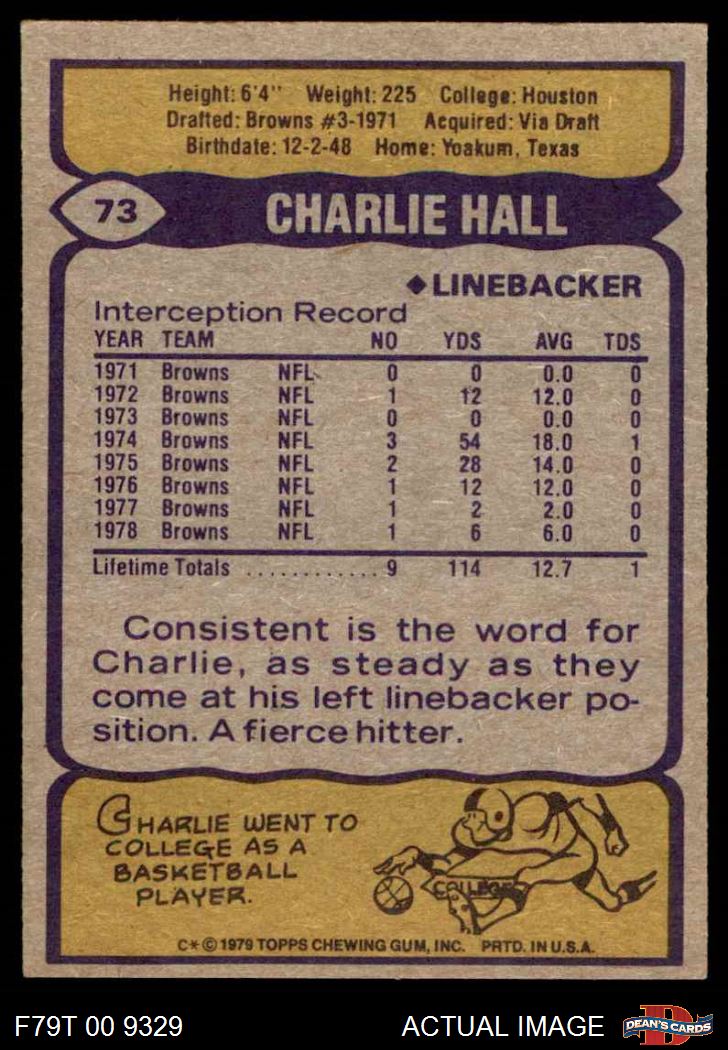 Height: 6'4" Weight: 225 College: Houston
Drafted: Browns #3-1971 Acquired: Via Draft
Birthdate: 12-2-48 Home: Yoakum, Texas
73 CHARLIE HALL
◆LINEBACKER
Interception Record
YEAR TEAM NO YDS AVG TDS
1971 Browns NFL 0 0 0.0 0
1972 Browns NFL 1 12 12.0 0
1973 Browns NFL 0 0 0.0 0
1974 Browns NFL 3 54 18.0 1
1975 Browns NFL 2 28 14.0 0
1976 Browns NFL 1 12 12.0 0
1977 Browns NFL 1 2 2.0 0
1978 Browns NFL 1 6 6.0 0
Lifetime Totals ............ 9 114 12.7 1
Consistent is the word for
Charlie, as steady as they
come at his left linebacker po-
sition. A fierce hitter.
CHARLIE WENT TO
COLLEGE AS A
BASKETBALL
PLAYER.
COLLEGE
C* © 1979 TOPPS CHEWING GUM, INC. PRTD. IN U.S.A.
F79T 00 9329 ACTUAL IMAGE D DEAN'S CARDS